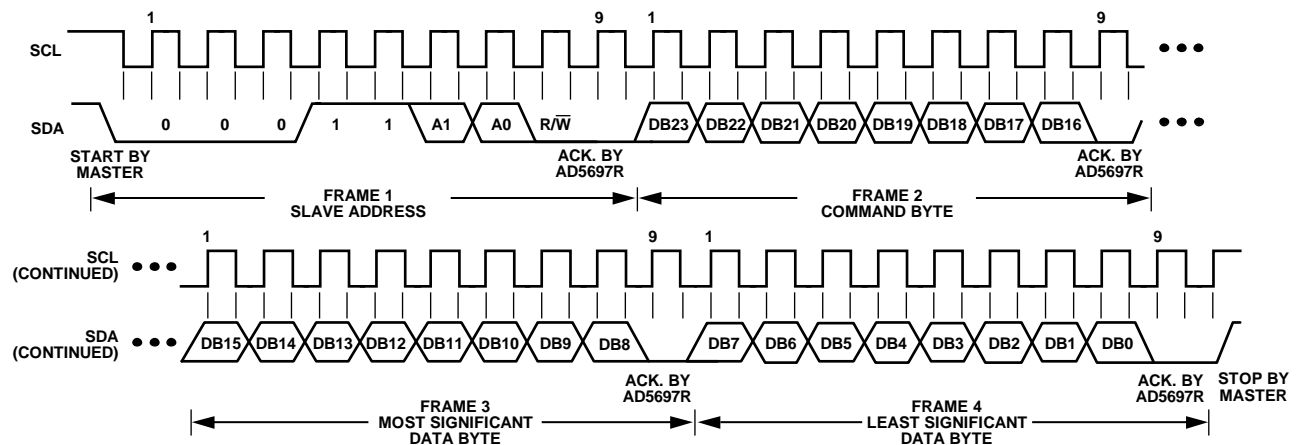 1 9 1 9
SCL
SDA 0 0 0 1 1 A1 A0 R/W̅ DB23 DB22 DB21 DB20 DB19 DB18 DB17 DB16
START BY
MASTER
ACK. BY
AD5697R
ACK. BY
AD5697R
FRAME 1
SLAVE ADDRESS
FRAME 2
COMMAND BYTE
1 9 1 9
SCL
(CONTINUED)
SDA
(CONTINUED)
DB15 DB14 DB13 DB12 DB11 DB10 DB9 DB8 DB7 DB6 DB5 DB4 DB3 DB2 DB1 DB0
ACK. BY
AD5697R
ACK. BY
AD5697R
STOP BY
MASTER
FRAME 3
MOST SIGNIFICANT
DATA BYTE
FRAME 4
LEAST SIGNIFICANT
DATA BYTE